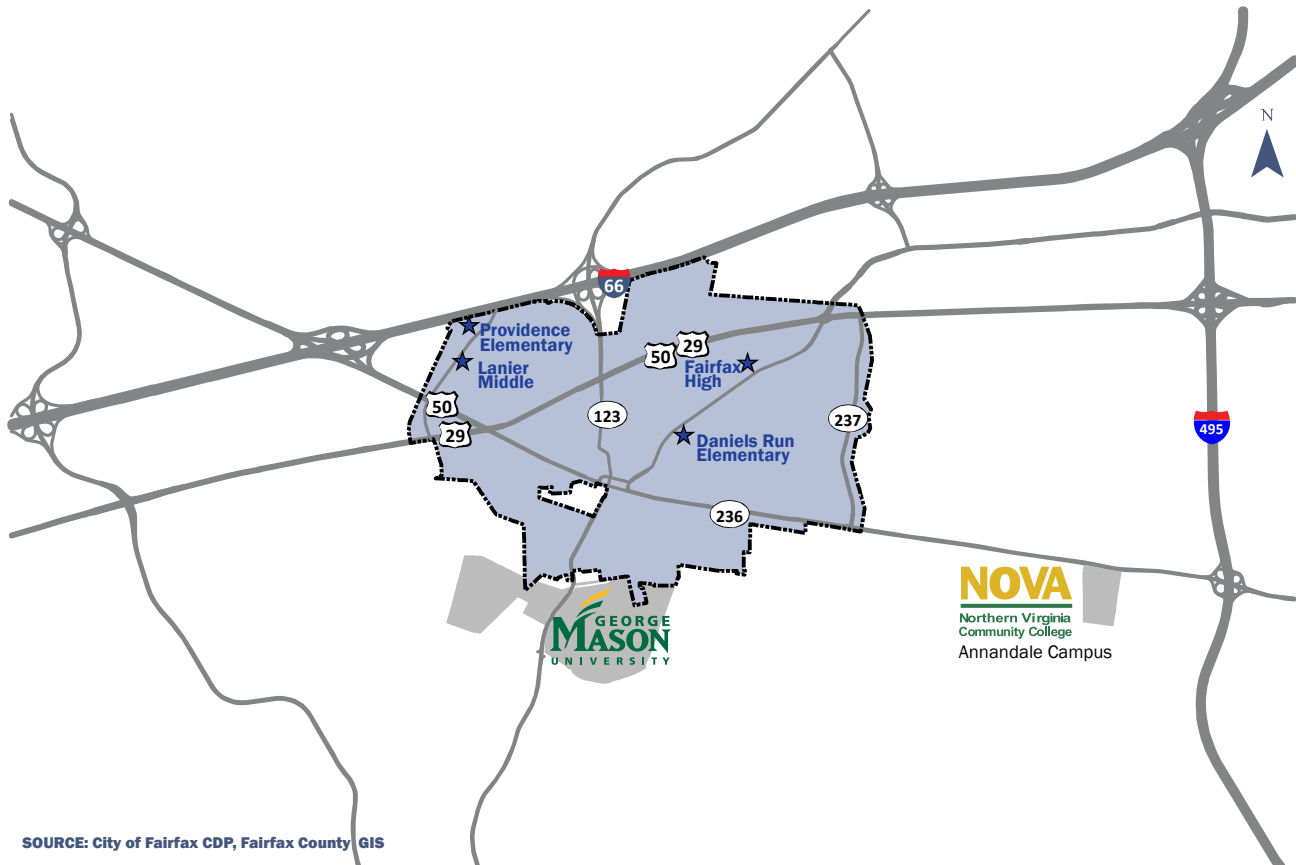 N
66
Providence
Elementary
29
50
Lanier
Middle
Fairfax
High
50
123
237
29
495
Daniels Run
Elementary
236
NOVA
Northern Virginia
Community College
Annandale Campus
GEORGE
MASON
UNIVERSITY
SOURCE: City of Fairfax CDP, Fairfax County GIS